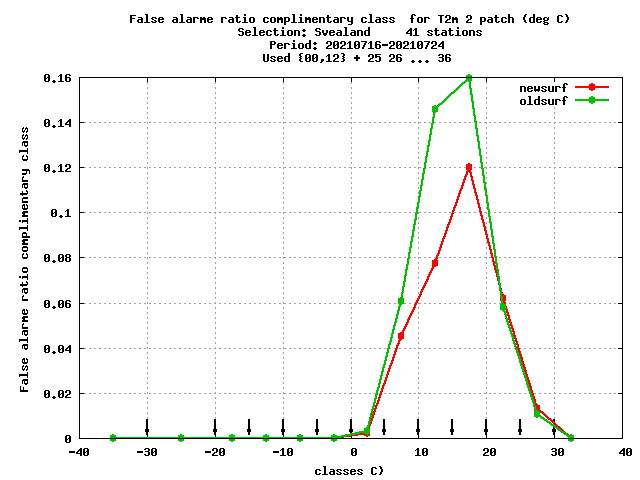 False alarme ratio complimentary class  for T2m 2 patch (deg C)
Selection: Svealand     41 stations
Period: 20210716-20210724
Used {00,12} + 25 26 ... 36
newsurf
oldsurf
False alarme ratio complimentary class
0.16
0.14
0.12
0.1
0.08
0.06
0.04
0.02
0
-40 -30 -20 -10 0 10 20 30 40
classes C)